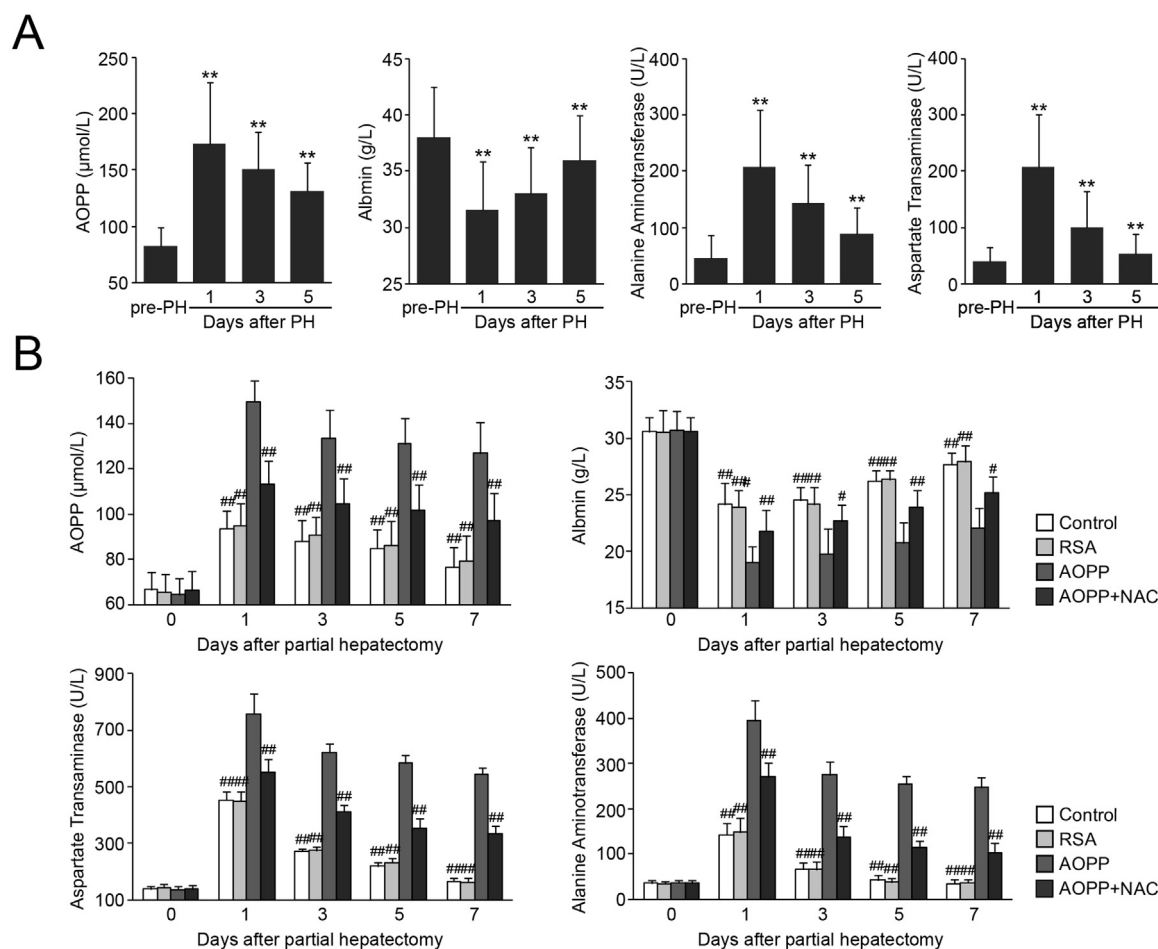 A
AOPP (μmol/L)
250
200
150
100
50
**
**
**
pre-PH
1 3 5
Days after PH
Albmin (g/L)
45
40
35
30
25
**
**
**
pre-PH
1 3 5
Days after PH
Alanine Aminotransferase (U/L)
400
300
200
100
0
**
**
**
pre-PH
1 3 5
Days after PH
Aspartate Transaminase (U/L)
400
300
200
100
0
**
**
**
pre-PH
1 3 5
Days after PH
B
AOPP (μmol/L)
160
140
120
100
80
60
## ## ##
## ## ##
## ## ##
## ## ##
0 1 3 5 7
Days after partial hepatectomy
Albmin (g/L)
35
30
25
20
15
## ### ##
#### #
#### ##
## ## #
0 1 3 5 7
Days after partial hepatectomy
Control
RSA
AOPP
AOPP+NAC
Aspartate Transaminase (U/L)
900
700
500
300
100
#### ##
#### ##
## ## ##
#### ##
0 1 3 5 7
Days after partial hepatectomy
Alanine Aminotransferase (U/L)
500
400
300
200
100
0
## ## ##
#### ##
## ## ##
#### ##
0 1 3 5 7
Days after partial hepatectomy
Control
RSA
AOPP
AOPP+NAC